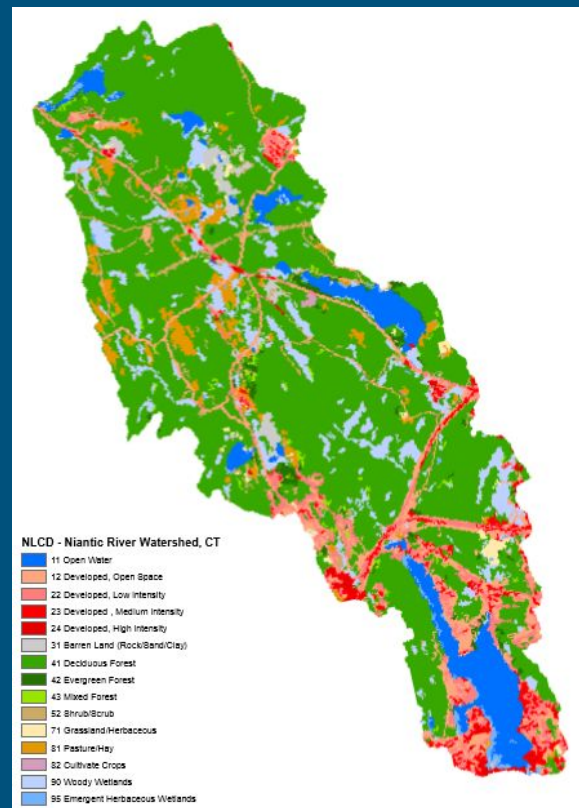 NLCD - Niantic River Watershed, CT
11 Open Water
12 Developed, Open Space
22 Developed, Low Intensity
23 Developed , Medium Intensity
24 Developed, High Intensity
31 Barren Land (Rock/Sand/Clay)
41 Deciduous Forest
42 Evergreen Forest
43 Mixed Forest
52 Shrub/Scrub
71 Grassland/Herbaceous
81 Pasture/Hay
82 Cultivate Crops
90 Woody Wetlands
95 Emergent Herbaceous Wetlands